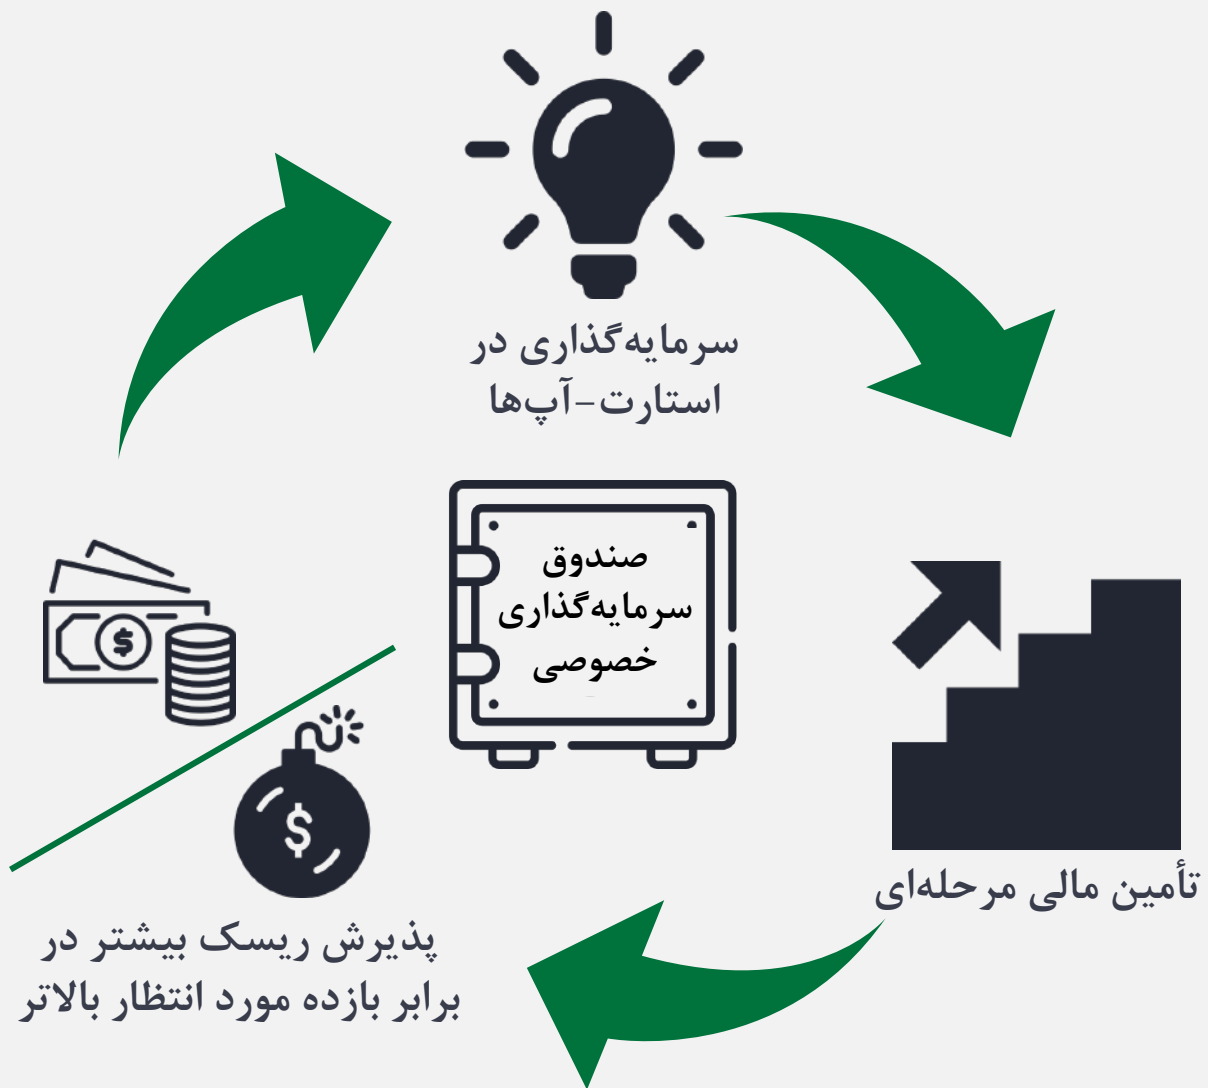 سرمایه‌گذاری در
استارت-آپ‌ها
صندوق
سرمایه‌گذاری
خصوصی
تأمین مالی مرحله‌ای
پذیرش ریسک بیشتر در
برابر بازده مورد انتظار بالاتر
$
$